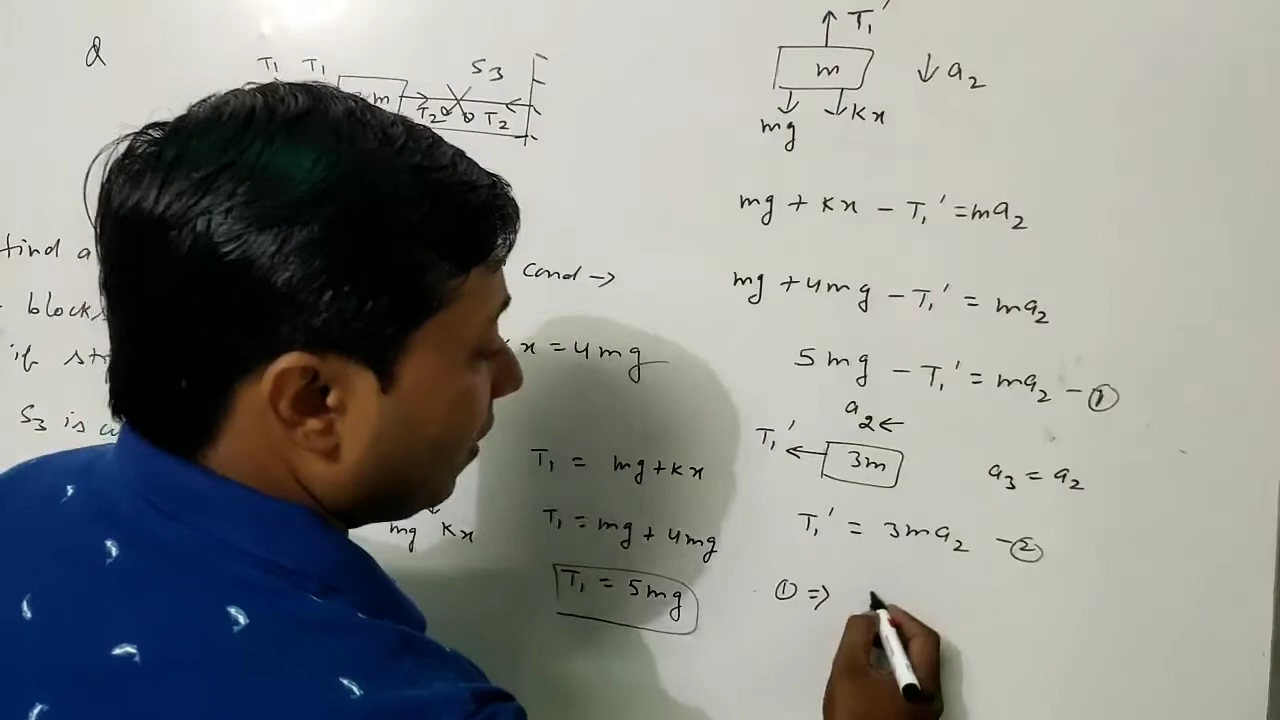 Q
T₁ T₁ m S₃
T₂ T₂
find a
blocks
if st
S₃ is
cond →
x = 4mg
mg Kx
T₁ = mg + Kx
T₁ = mg + 4mg
T₁ = 5mg
T₁'
m ↓ a₂
mg Kx
mg + Kx - T₁' = ma₂
mg + 4mg - T₁' = ma₂
5mg - T₁' = ma₂ - ①
a₂ ←
T₁' 3m a₃ = a₂
T₁' = 3ma₂ - ②
① ⇒